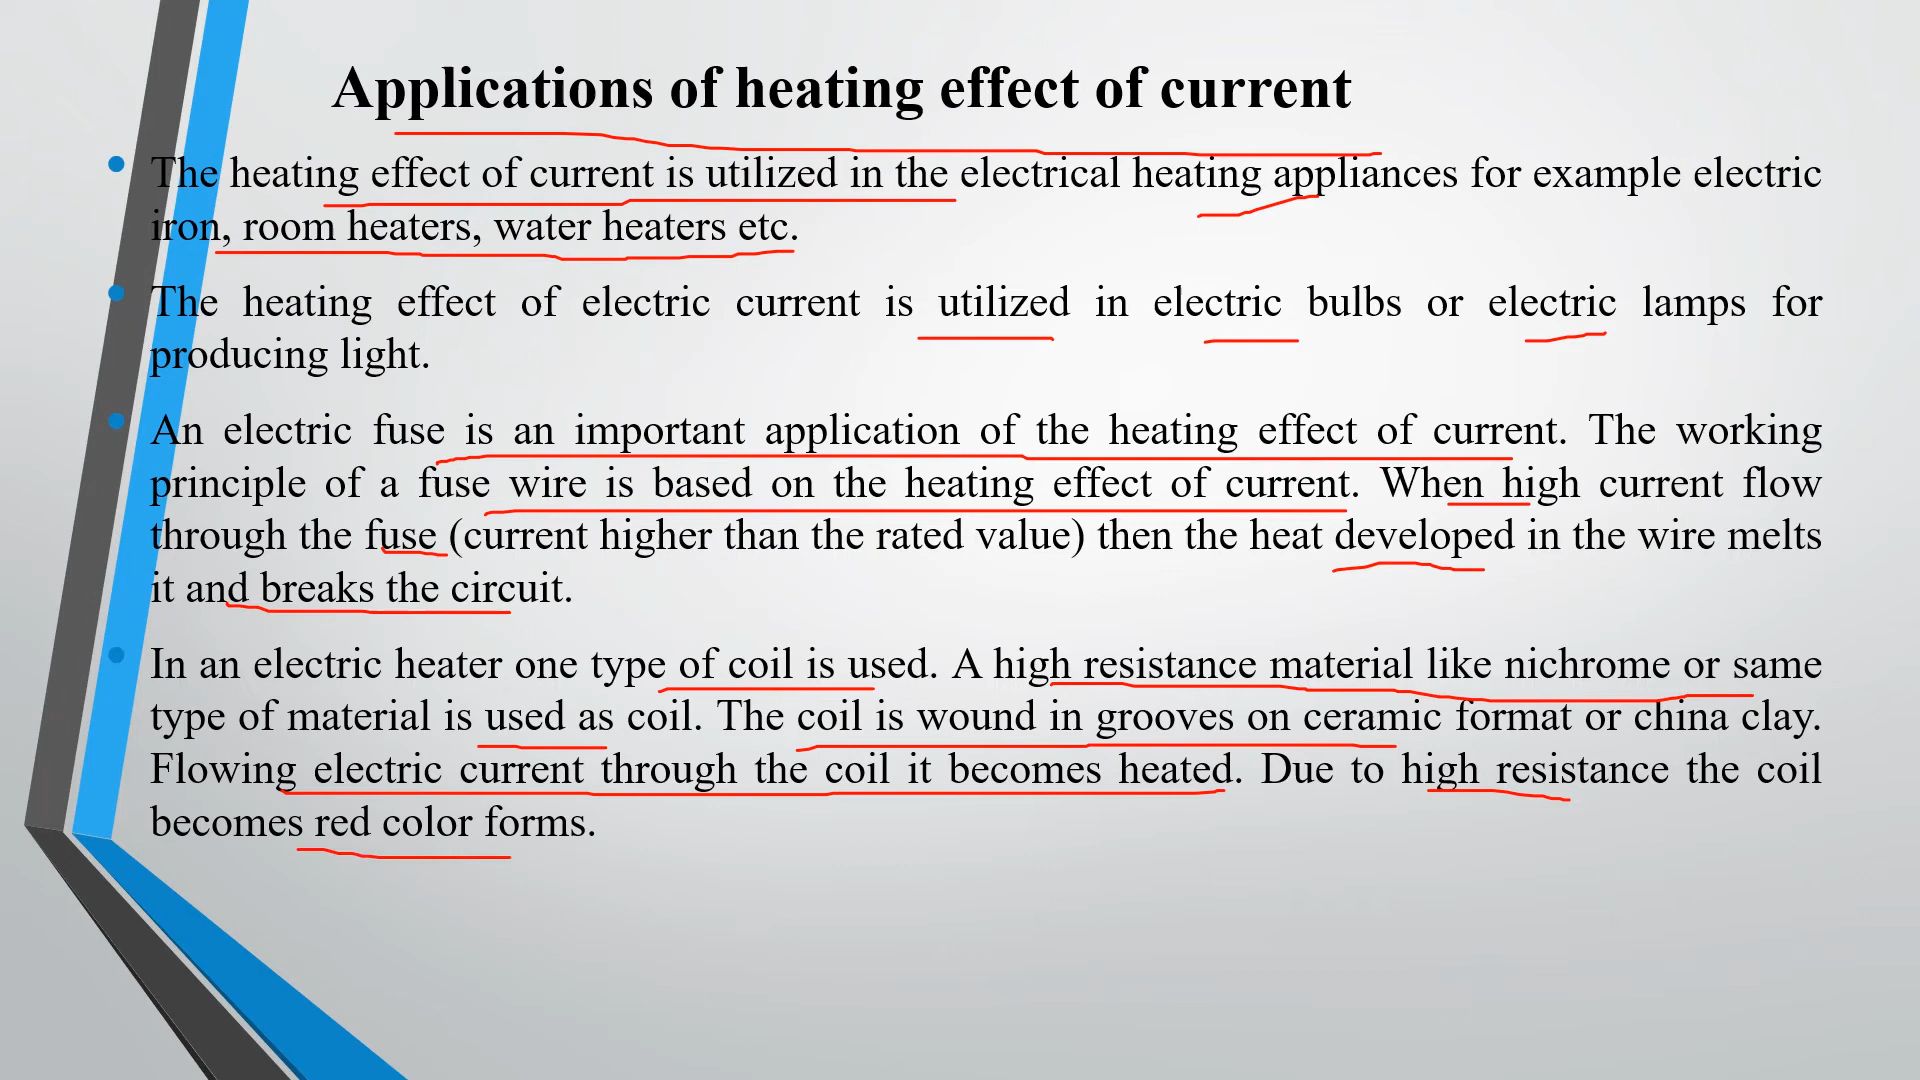 Applications of heating effect of current
The heating effect of current is utilized in the electrical heating appliances for example electric
iron, room heaters, water heaters etc.
The heating effect of electric current is utilized in electric bulbs or electric lamps for
producing light.
An electric fuse is an important application of the heating effect of current. The working
principle of a fuse wire is based on the heating effect of current. When high current flow
through the fuse (current higher than the rated value) then the heat developed in the wire melts
it and breaks the circuit.
In an electric heater one type of coil is used. A high resistance material like nichrome or same
type of material is used as coil. The coil is wound in grooves on ceramic format or china clay.
Flowing electric current through the coil it becomes heated. Due to high resistance the coil
becomes red color forms.